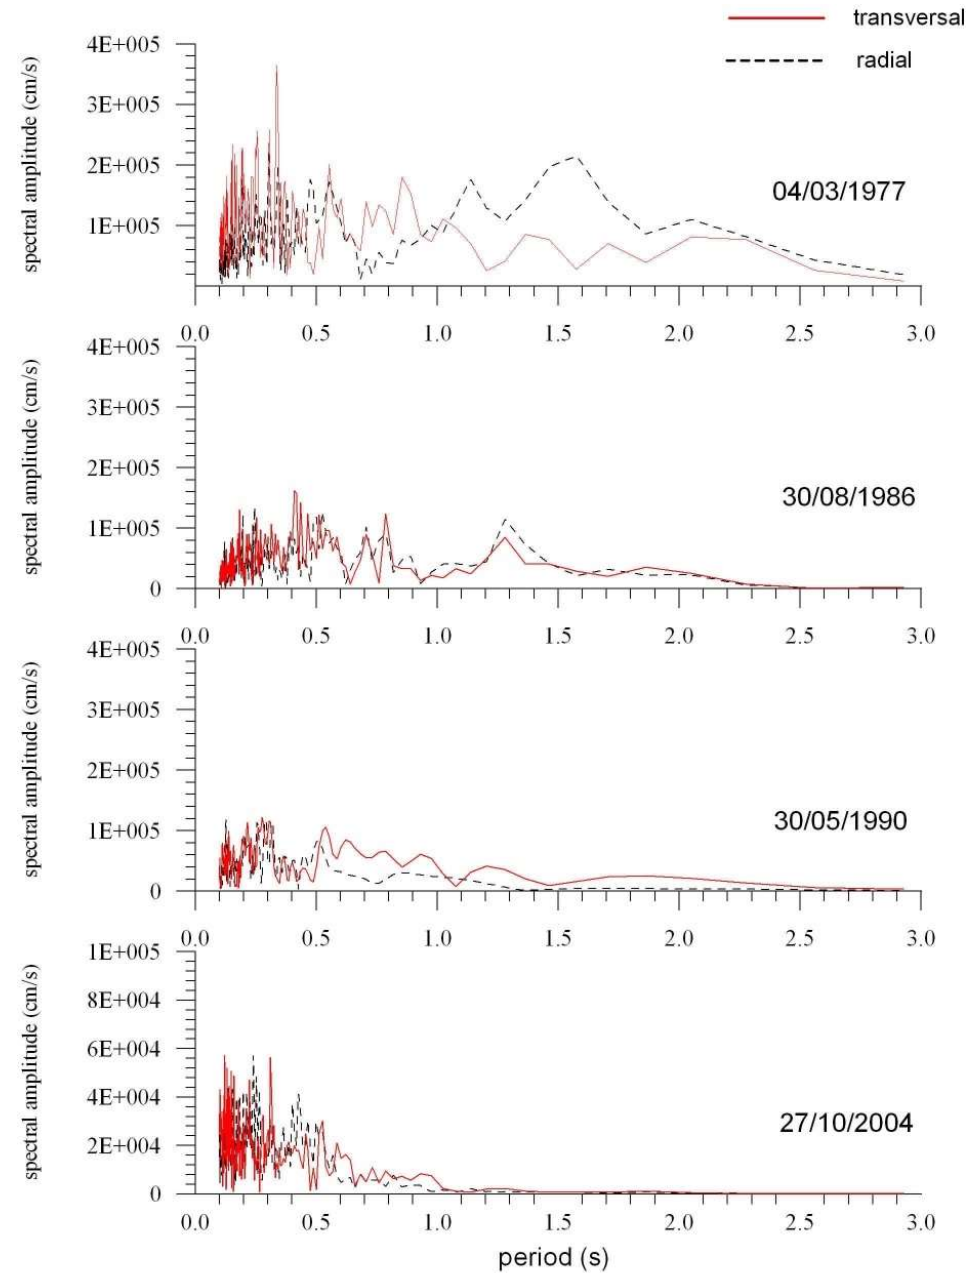 transversal
radial
spectral amplitude (cm/s)
4E+005
3E+005
2E+005
1E+005
04/03/1977
0.0 0.5 1.0 1.5 2.0 2.5 3.0
spectral amplitude (cm/s)
4E+005
3E+005
2E+005
1E+005
0
30/08/1986
0.0 0.5 1.0 1.5 2.0 2.5 3.0
spectral amplitude (cm/s)
4E+005
3E+005
2E+005
1E+005
0
30/05/1990
0.0 0.5 1.0 1.5 2.0 2.5 3.0
spectral amplitude (cm/s)
1E+005
8E+004
6E+004
4E+004
2E+004
0
27/10/2004
0.0 0.5 1.0 1.5 2.0 2.5 3.0
period (s)